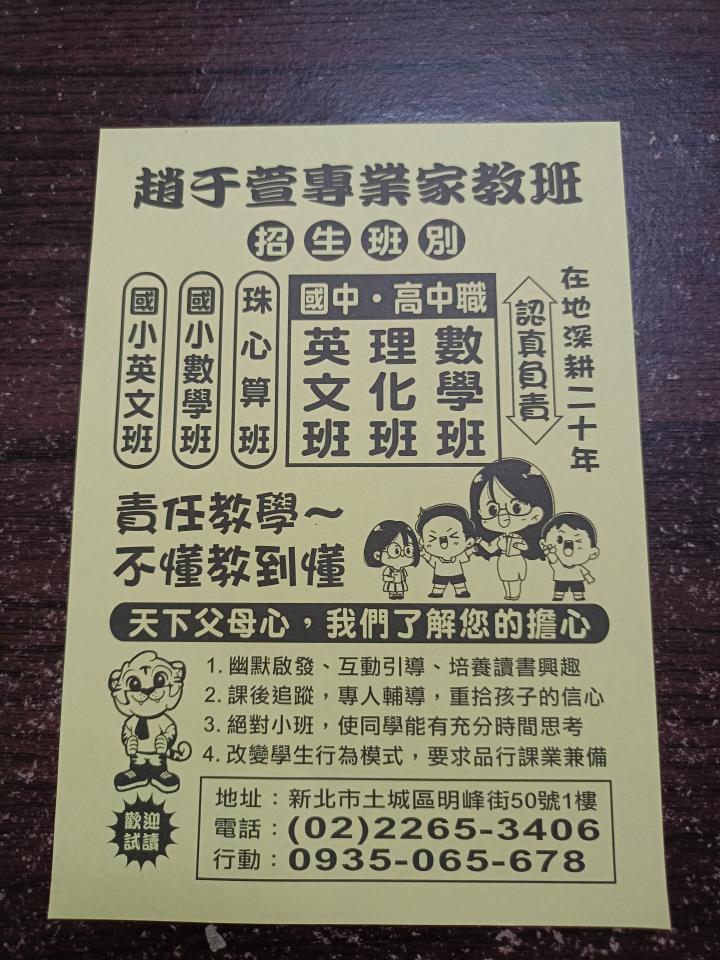 趙于萱專業家教班
招生班別
國小英文班
國小數學班
珠心算班
國中・高中職
英文班
理化班
數學班
認真負責
在地深耕二十年
責任教學～
不懂教到懂
天下父母心，我們了解您的擔心
1. 幽默啟發、互動引導、培養讀書興趣
2. 課後追蹤，專人輔導，重拾孩子的信心
3. 絕對小班，使同學能有充分時間思考
4. 改變學生行為模式，要求品行課業兼備
歡迎
試讀
地址：新北市土城區明峰街50號1樓
電話：(02)2265-3406
行動：0935-065-678